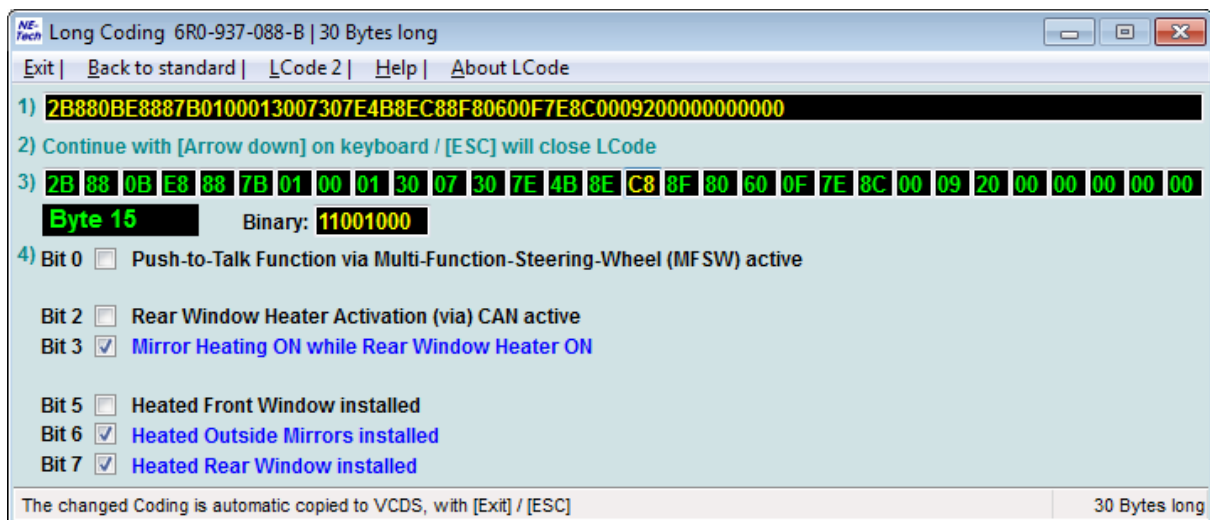 NE-Tech Long Coding 6R0-937-088-B | 30 Bytes long
Exit | Back to standard | LCode 2 | Help | About LCode
1) 2B880BE8887B0100013007307E4B8EC88F80600F7E8C0009200000000000
2) Continue with [Arrow down] on keyboard / [ESC] will close LCode
3) 2B 88 0B E8 88 7B 01 00 01 30 07 30 7E 4B 8E C8 8F 80 60 0F 7E 8C 00 09 20 00 00 00 00 00
Byte 15 Binary: 11001000
4) Bit 0 Push-to-Talk Function via Multi-Function-Steering-Wheel (MFSW) active
Bit 2 Rear Window Heater Activation (via) CAN active
Bit 3 Mirror Heating ON while Rear Window Heater ON
Bit 5 Heated Front Window installed
Bit 6 Heated Outside Mirrors installed
Bit 7 Heated Rear Window installed
The changed Coding is automatic copied to VCDS, with [Exit] / [ESC] 30 Bytes long